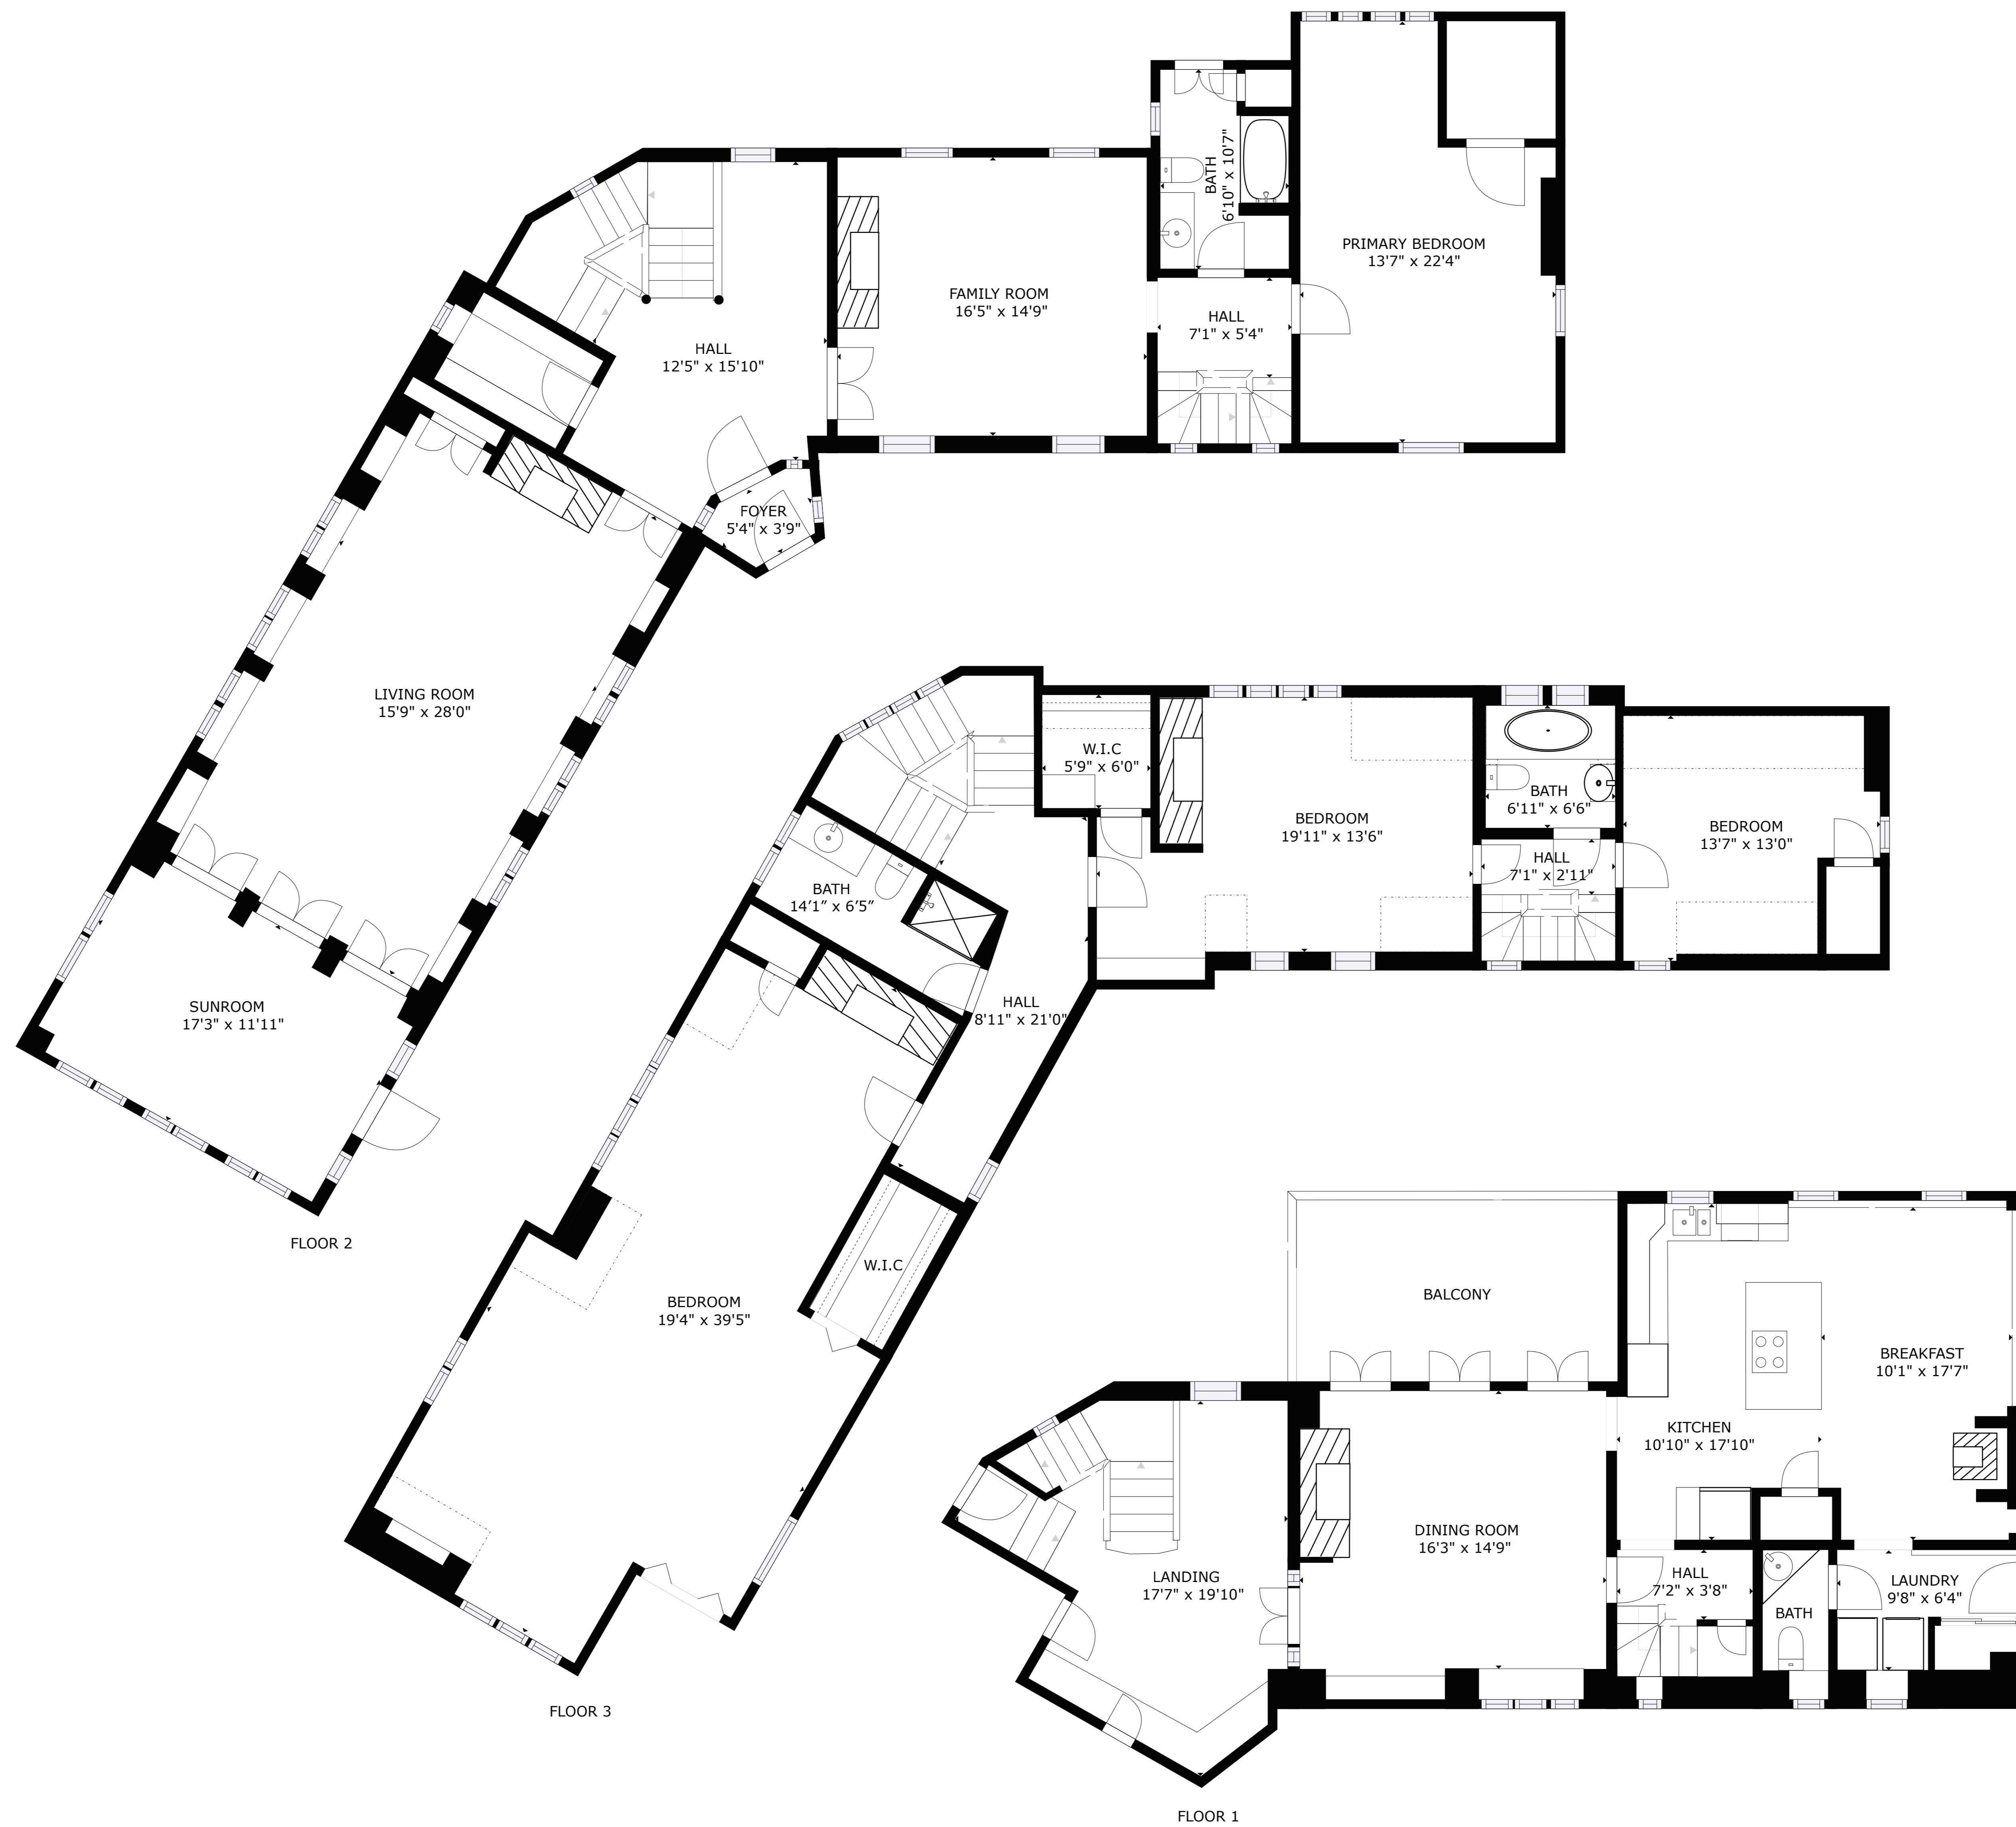 BATH
6'10" x 10'7"
PRIMARY BEDROOM
13'7" x 22'4"
FAMILY ROOM
16'5" x 14'9"
HALL
7'1" x 5'4"
HALL
12'5" x 15'10"
FOYER
5'4" x 3'9"
LIVING ROOM
15'9" x 28'0"
SUNROOM
17'3" x 11'11"
FLOOR 2
W.I.C
5'9" x 6'0"
BEDROOM
19'11" x 13'6"
BATH
6'11" x 6'6"
BEDROOM
13'7" x 13'0"
HALL
7'1" x 2'11"
BATH
14’1” x 6’5”
HALL
8'11" x 21'0"
W.I.C
BEDROOM
19'4" x 39'5"
FLOOR 3
BALCONY
BREAKFAST
10'1" x 17'7"
KITCHEN
10'10" x 17'10"
DINING ROOM
16'3" x 14'9"
LANDING
17'7" x 19'10"
HALL
7'2" x 3'8"
BATH
LAUNDRY
9'8" x 6'4"
FLOOR 1